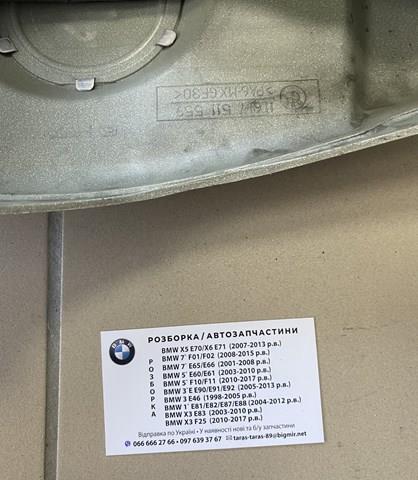 511
РОЗБОРКА / АВТОЗАПЧАСТИНИ
Р О З Б О Р К А
BMW X5 E70/X6 E71 (2007-2013 р.в.)
BMW 7` F01/F02 (2008-2015 р.в.)
BMW 7` E65/E66 (2001-2008 р.в.)
BMW 5` E60/E61 (2003-2010 р.в.)
BMW 5` F10/F11 (2010-2017 р.в.)
BMW 3`E E90/E91/E92 (2005-2013 р.в.)
BMW 3 E46 (1998-2005 р.в.)
BMW 1` E81/E82/E87/E88 (2004-2012 р.в.)
BMW X3 E83 (2003-2010 р.в.)
BMW X3 F25 (2010-2017 р.в.)
Відправка по Україні • У наявності нові та б/у запчастини
066 666 27 66 • 097 639 37 67 taras-taras-89@bigmir.net